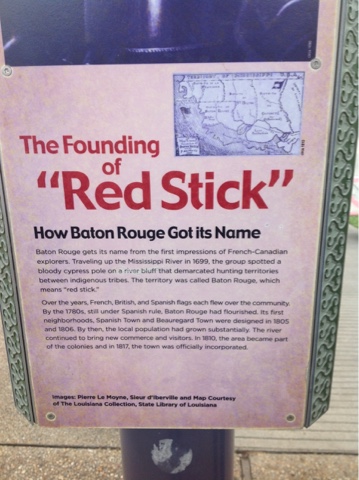 The Founding
of
"Red Stick"
How Baton Rouge Got its Name
Baton Rouge gets its name from the first impressions of French-Canadian
explorers. Traveling up the Mississippi River in 1699, the group spotted a
bloody cypress pole on a river bluff that demarcated hunting territories
between indigenous tribes. The territory was called Baton Rouge, which
means "red stick."
Over the years, French, British, and Spanish flags each flew over the community.
By the 1780s, still under Spanish rule, Baton Rouge had flourished. Its first
neighborhoods, Spanish Town and Beauregard Town were designed in 1805
and 1806. By then, the local population had grown substantially. The river
continued to bring new commerce and visitors. In 1810, the area became part
of the colonies and in 1817, the town was officially incorporated.
Images: Pierre Le Moyne, Sieur d'Iberville and Map Courtesy
of The Louisiana Collection, State Library of Louisiana